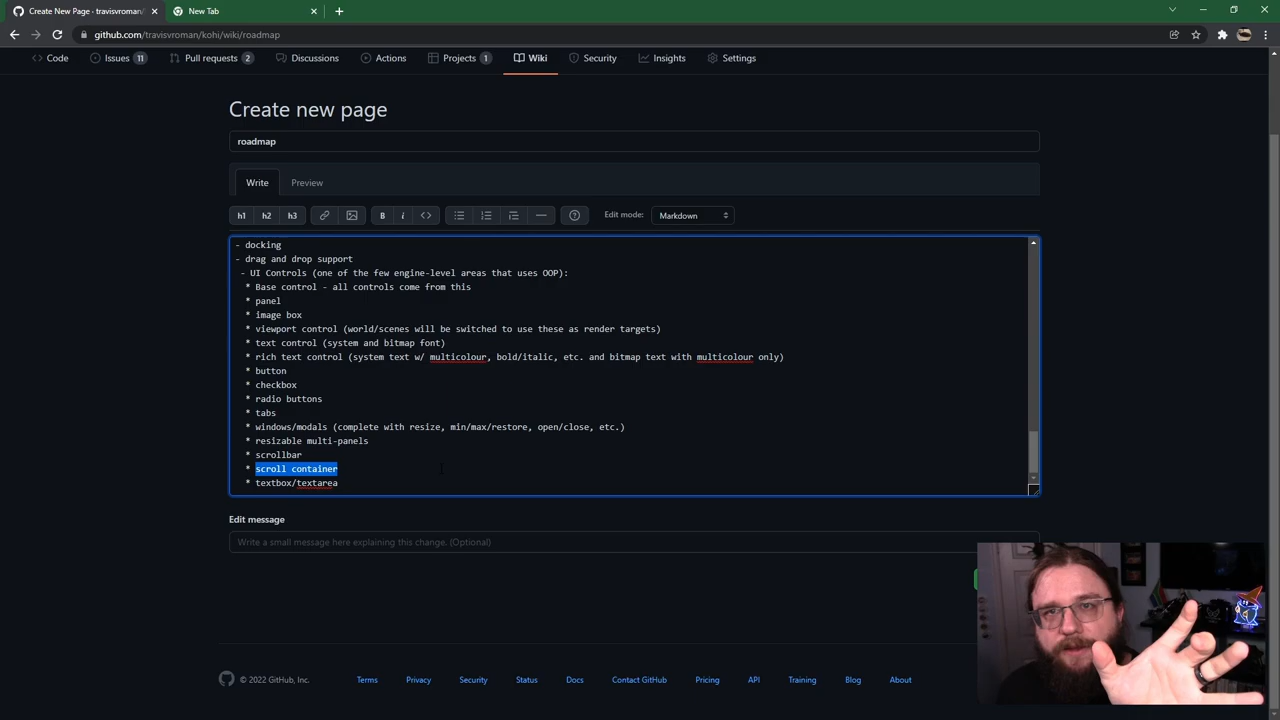 Create New Page - travisvroman/
New Tab
github.com/travisvroman/kohi/wiki/roadmap
Code
Issues 11
Pull requests 2
Discussions
Actions
Projects 1
Wiki
Security
Insights
Settings
Create new page
roadmap
Write
Preview
h1 h2 h3
B i
Edit mode: Markdown
- docking
- drag and drop support
- UI Controls (one of the few engine-level areas that uses OOP):
* Base control - all controls come from this
* panel
* image box
* viewport control (world/scenes will be switched to use these as render targets)
* text control (system and bitmap font)
* rich text control (system text w/ multicolour, bold/italic, etc. and bitmap text with multicolour only)
* button
* checkbox
* radio buttons
* tabs
* windows/modals (complete with resize, min/max/restore, open/close, etc.)
* resizable multi-panels
* scrollbar
* scroll container
* textbox/textarea
Edit message
Write a small message here explaining this change. (Optional)
© 2022 GitHub, Inc.
Terms
Privacy
Security
Status
Docs
Contact GitHub
Pricing
API
Training
Blog
About